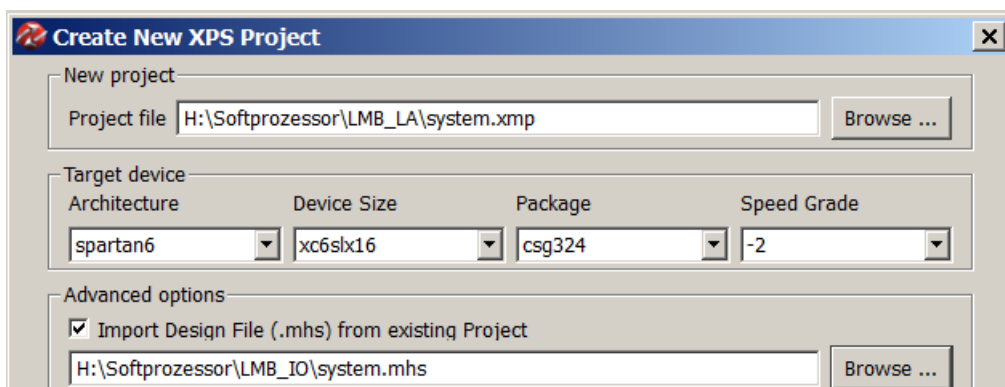 Create New XPS Project
New project
Project file H:\Softprozessor\LMB_LA\system.xmp Browse ...
Target device
Architecture Device Size Package Speed Grade
spartan6 xc6slx16 csg324 -2
Advanced options
Import Design File (.mhs) from existing Project
H:\Softprozessor\LMB_IO\system.mhs Browse ...